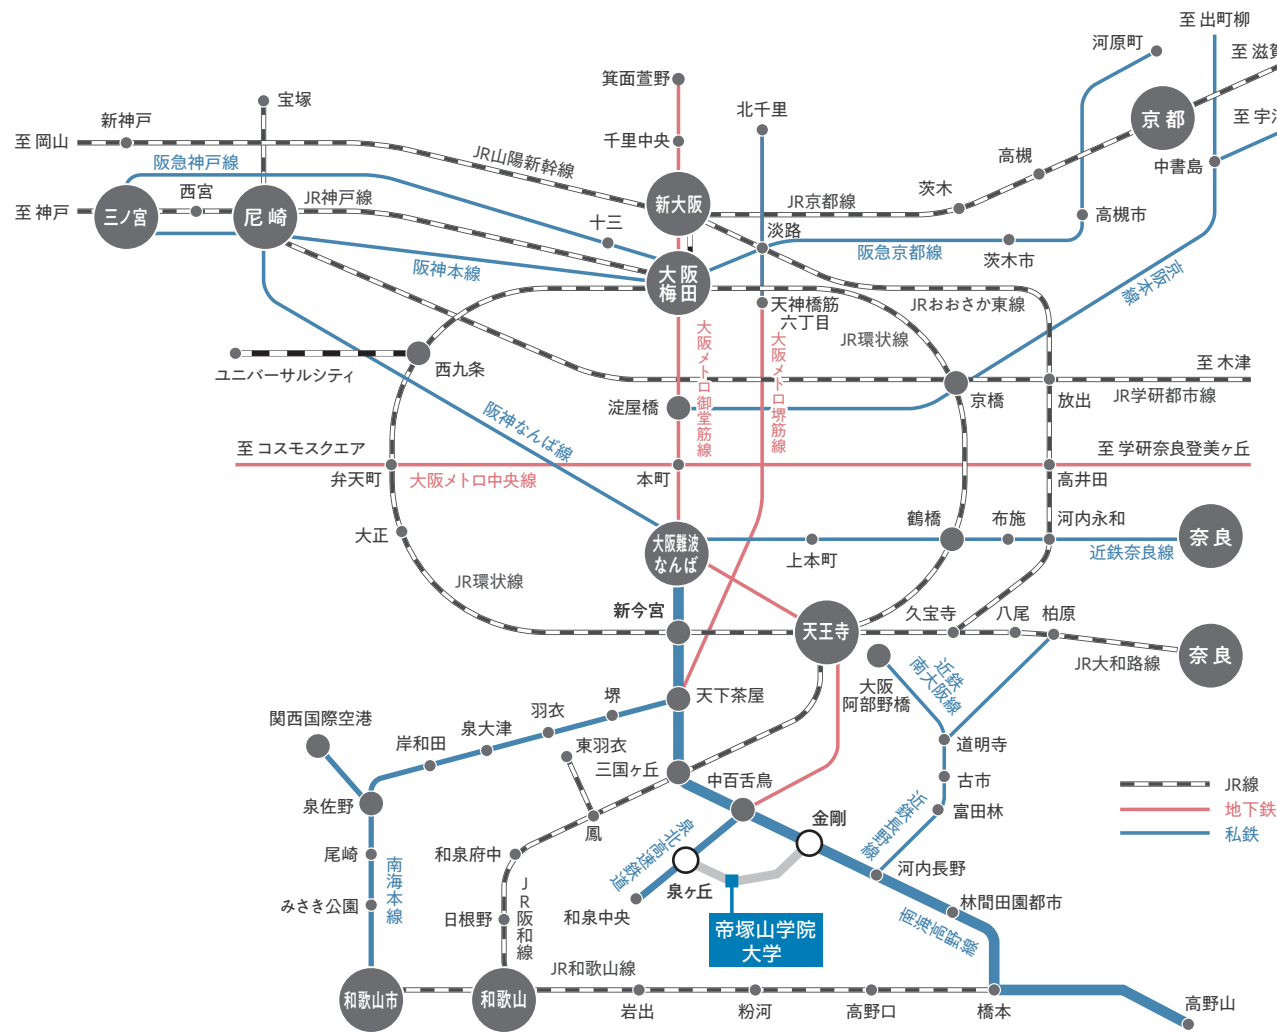 至 出町柳
河原町
至 滋賀
箕面萱野
宝塚
北千里
京都
至 宇治
新神戸
至 岡山
千里中央
JR山陽新幹線
阪急神戸線
高槻
中書島
西宮
JR神戸線
新大阪
JR京都線
茨木
至 神戸
三ノ宮
尼崎
十三
淡路
高槻市
阪神本線
阪急京都線
茨木市
京阪本線
大阪
梅田
天神橋筋
六丁目
JRおおさか東線
大阪メトロ御堂筋線
大阪メトロ堺筋線
JR環状線
西九条
ユニバーサルシティ
至 木津
淀屋橋
京橋
放出
JR学研都市線
阪神なんば線
至 コスモスクエア
至 学研奈良登美ヶ丘
弁天町
大阪メトロ中央線
本町
高井田
大正
大阪難波
なんば
上本町
鶴橋
布施
河内永和
近鉄奈良線
奈良
JR環状線
新今宮
天王寺
久宝寺
八尾
柏原
JR大和路線
奈良
大阪
阿部野橋
近鉄
南大阪線
天下茶屋
堺
羽衣
泉大津
岸和田
関西国際空港
東羽衣
三国ヶ丘
中百舌鳥
道明寺
古市
富田林
近鉄長野線
JR線
地下鉄
私鉄
泉佐野
鳳
金剛
泉北高速鉄道
尾崎
和泉府中
泉ヶ丘
河内長野
南海本線
みさき公園
JR阪和線
日根野
和泉中央
林間田園都市
南海高野線
帝塚山学院
大学
JR和歌山線
和歌山市
和歌山
岩出
粉河
高野口
橋本
高野山